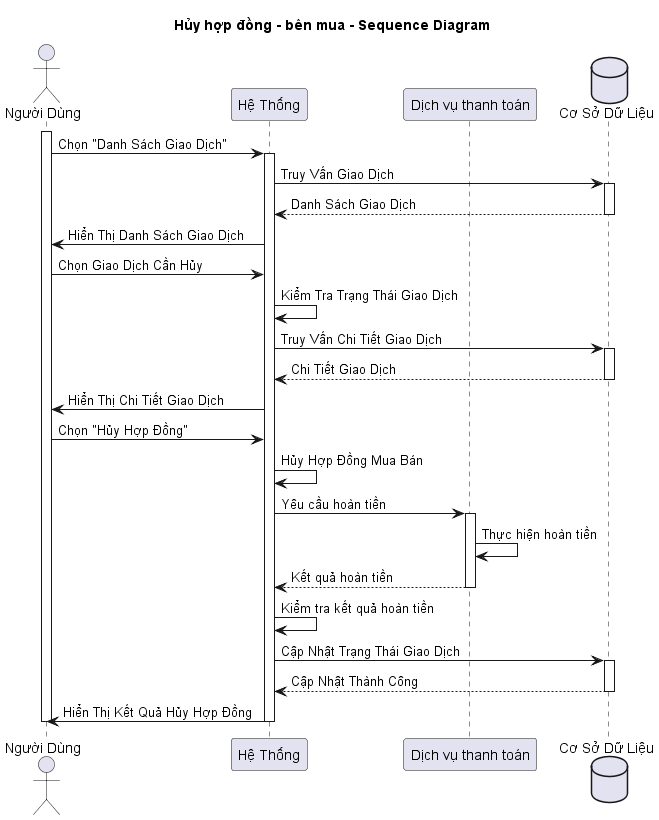 Hủy hợp đồng - bên mua - Sequence Diagram
Người Dùng
Hệ Thống
Dịch vụ thanh toán
Cơ Sở Dữ Liệu
Chọn "Danh Sách Giao Dịch"
Truy Vấn Giao Dịch
Danh Sách Giao Dịch
Hiển Thị Danh Sách Giao Dịch
Chọn Giao Dịch Cần Hủy
Kiểm Tra Trạng Thái Giao Dịch
Truy Vấn Chi Tiết Giao Dịch
Chi Tiết Giao Dịch
Hiển Thị Chi Tiết Giao Dịch
Chọn "Hủy Hợp Đồng"
Hủy Hợp Đồng Mua Bán
Yêu cầu hoàn tiền
Thực hiện hoàn tiền
Kết quả hoàn tiền
Kiểm tra kết quả hoàn tiền
Cập Nhật Trạng Thái Giao Dịch
Cập Nhật Thành Công
Hiển Thị Kết Quả Hủy Hợp Đồng
Người Dùng
Hệ Thống
Dịch vụ thanh toán
Cơ Sở Dữ Liệu